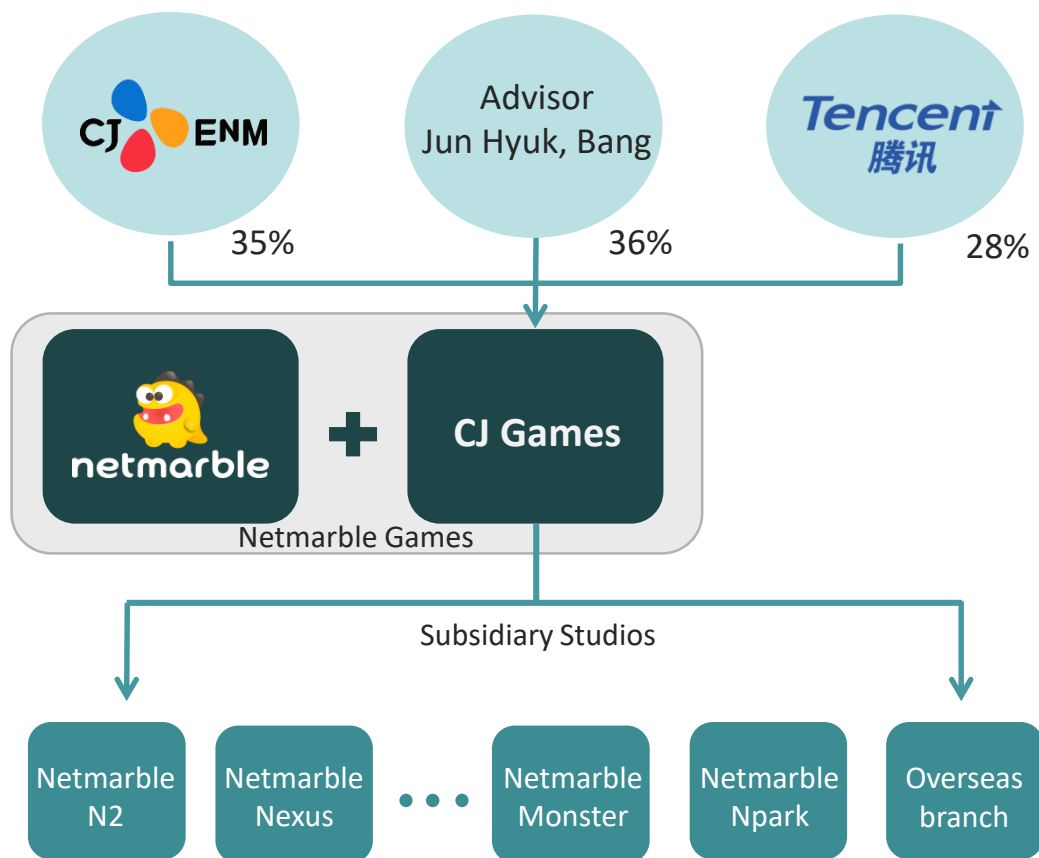 CJ ENM
Advisor
Jun Hyuk, Bang
Tencent
腾讯
35%
36%
28%
netmarble
CJ Games
Netmarble Games
Subsidiary Studios
Netmarble
N2
Netmarble
Nexus
Netmarble
Monster
Netmarble
Npark
Overseas
branch